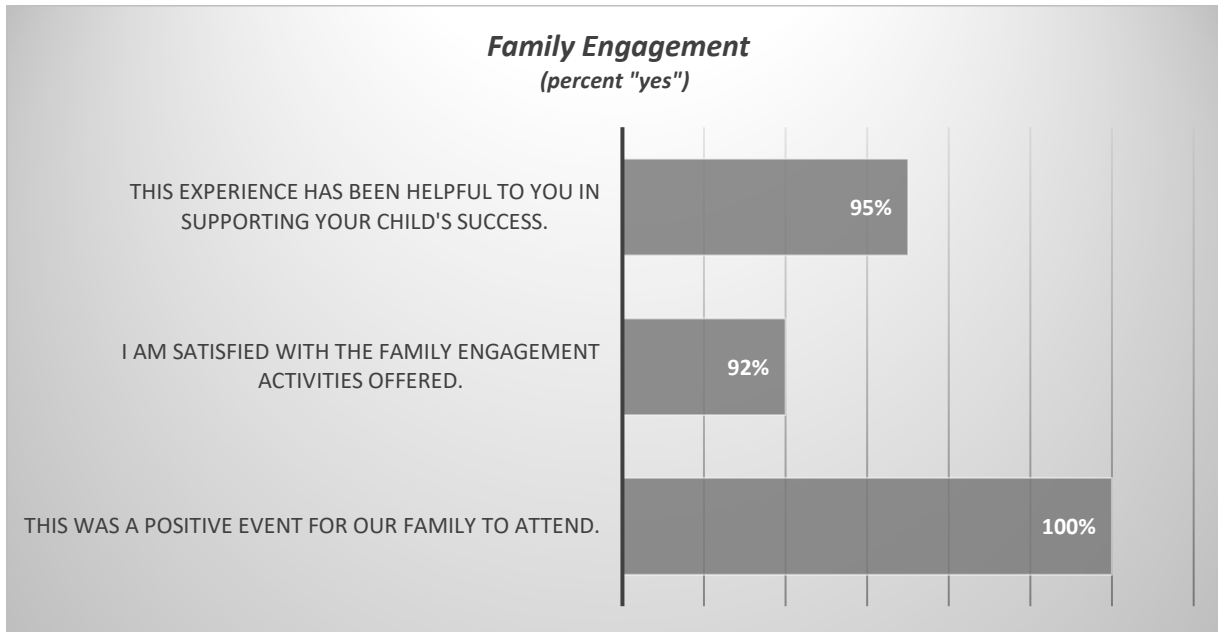 Family Engagement
(percent "yes")
THIS EXPERIENCE HAS BEEN HELPFUL TO YOU IN
SUPPORTING YOUR CHILD'S SUCCESS.
95%
I AM SATISFIED WITH THE FAMILY ENGAGEMENT
ACTIVITIES OFFERED.
92%
THIS WAS A POSITIVE EVENT FOR OUR FAMILY TO ATTEND.
100%